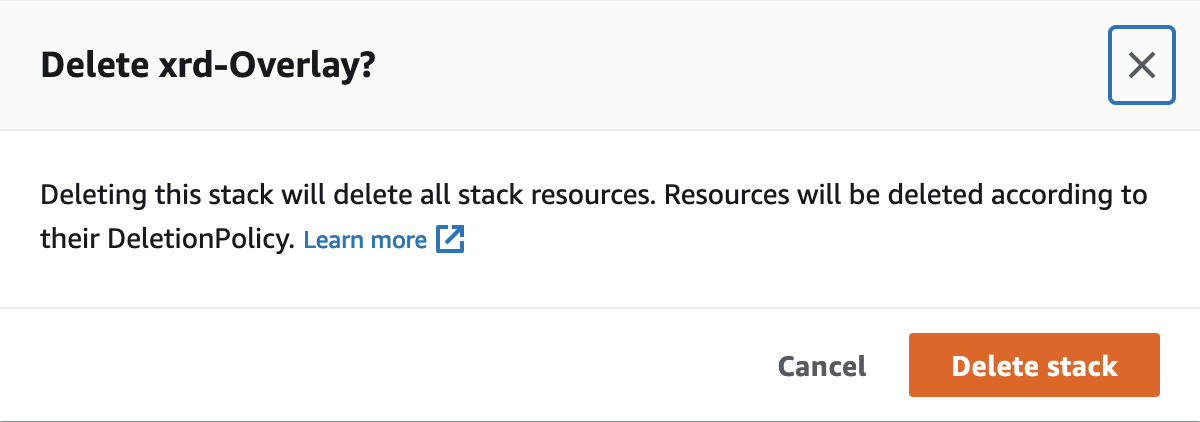 Delete xrd-Overlay?
Deleting this stack will delete all stack resources. Resources will be deleted according to
their DeletionPolicy. Learn more
Cancel
Delete stack